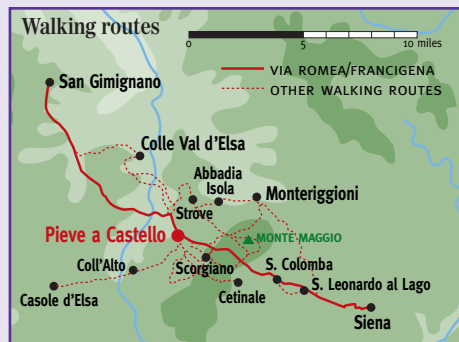 Walking routes
0 5 10 miles
VIA ROMEA/FRANCIGENA
OTHER WALKING ROUTES
San Gimignano
Colle Val d'Elsa
Abbadia
Isola
Monteriggioni
Strove
Pieve a Castello
MONTE MAGGIO
Coll'Alto
Scorgiano
S. Colomba
Casole d'Elsa
Cetinale
S. Leonardo al Lago
Siena